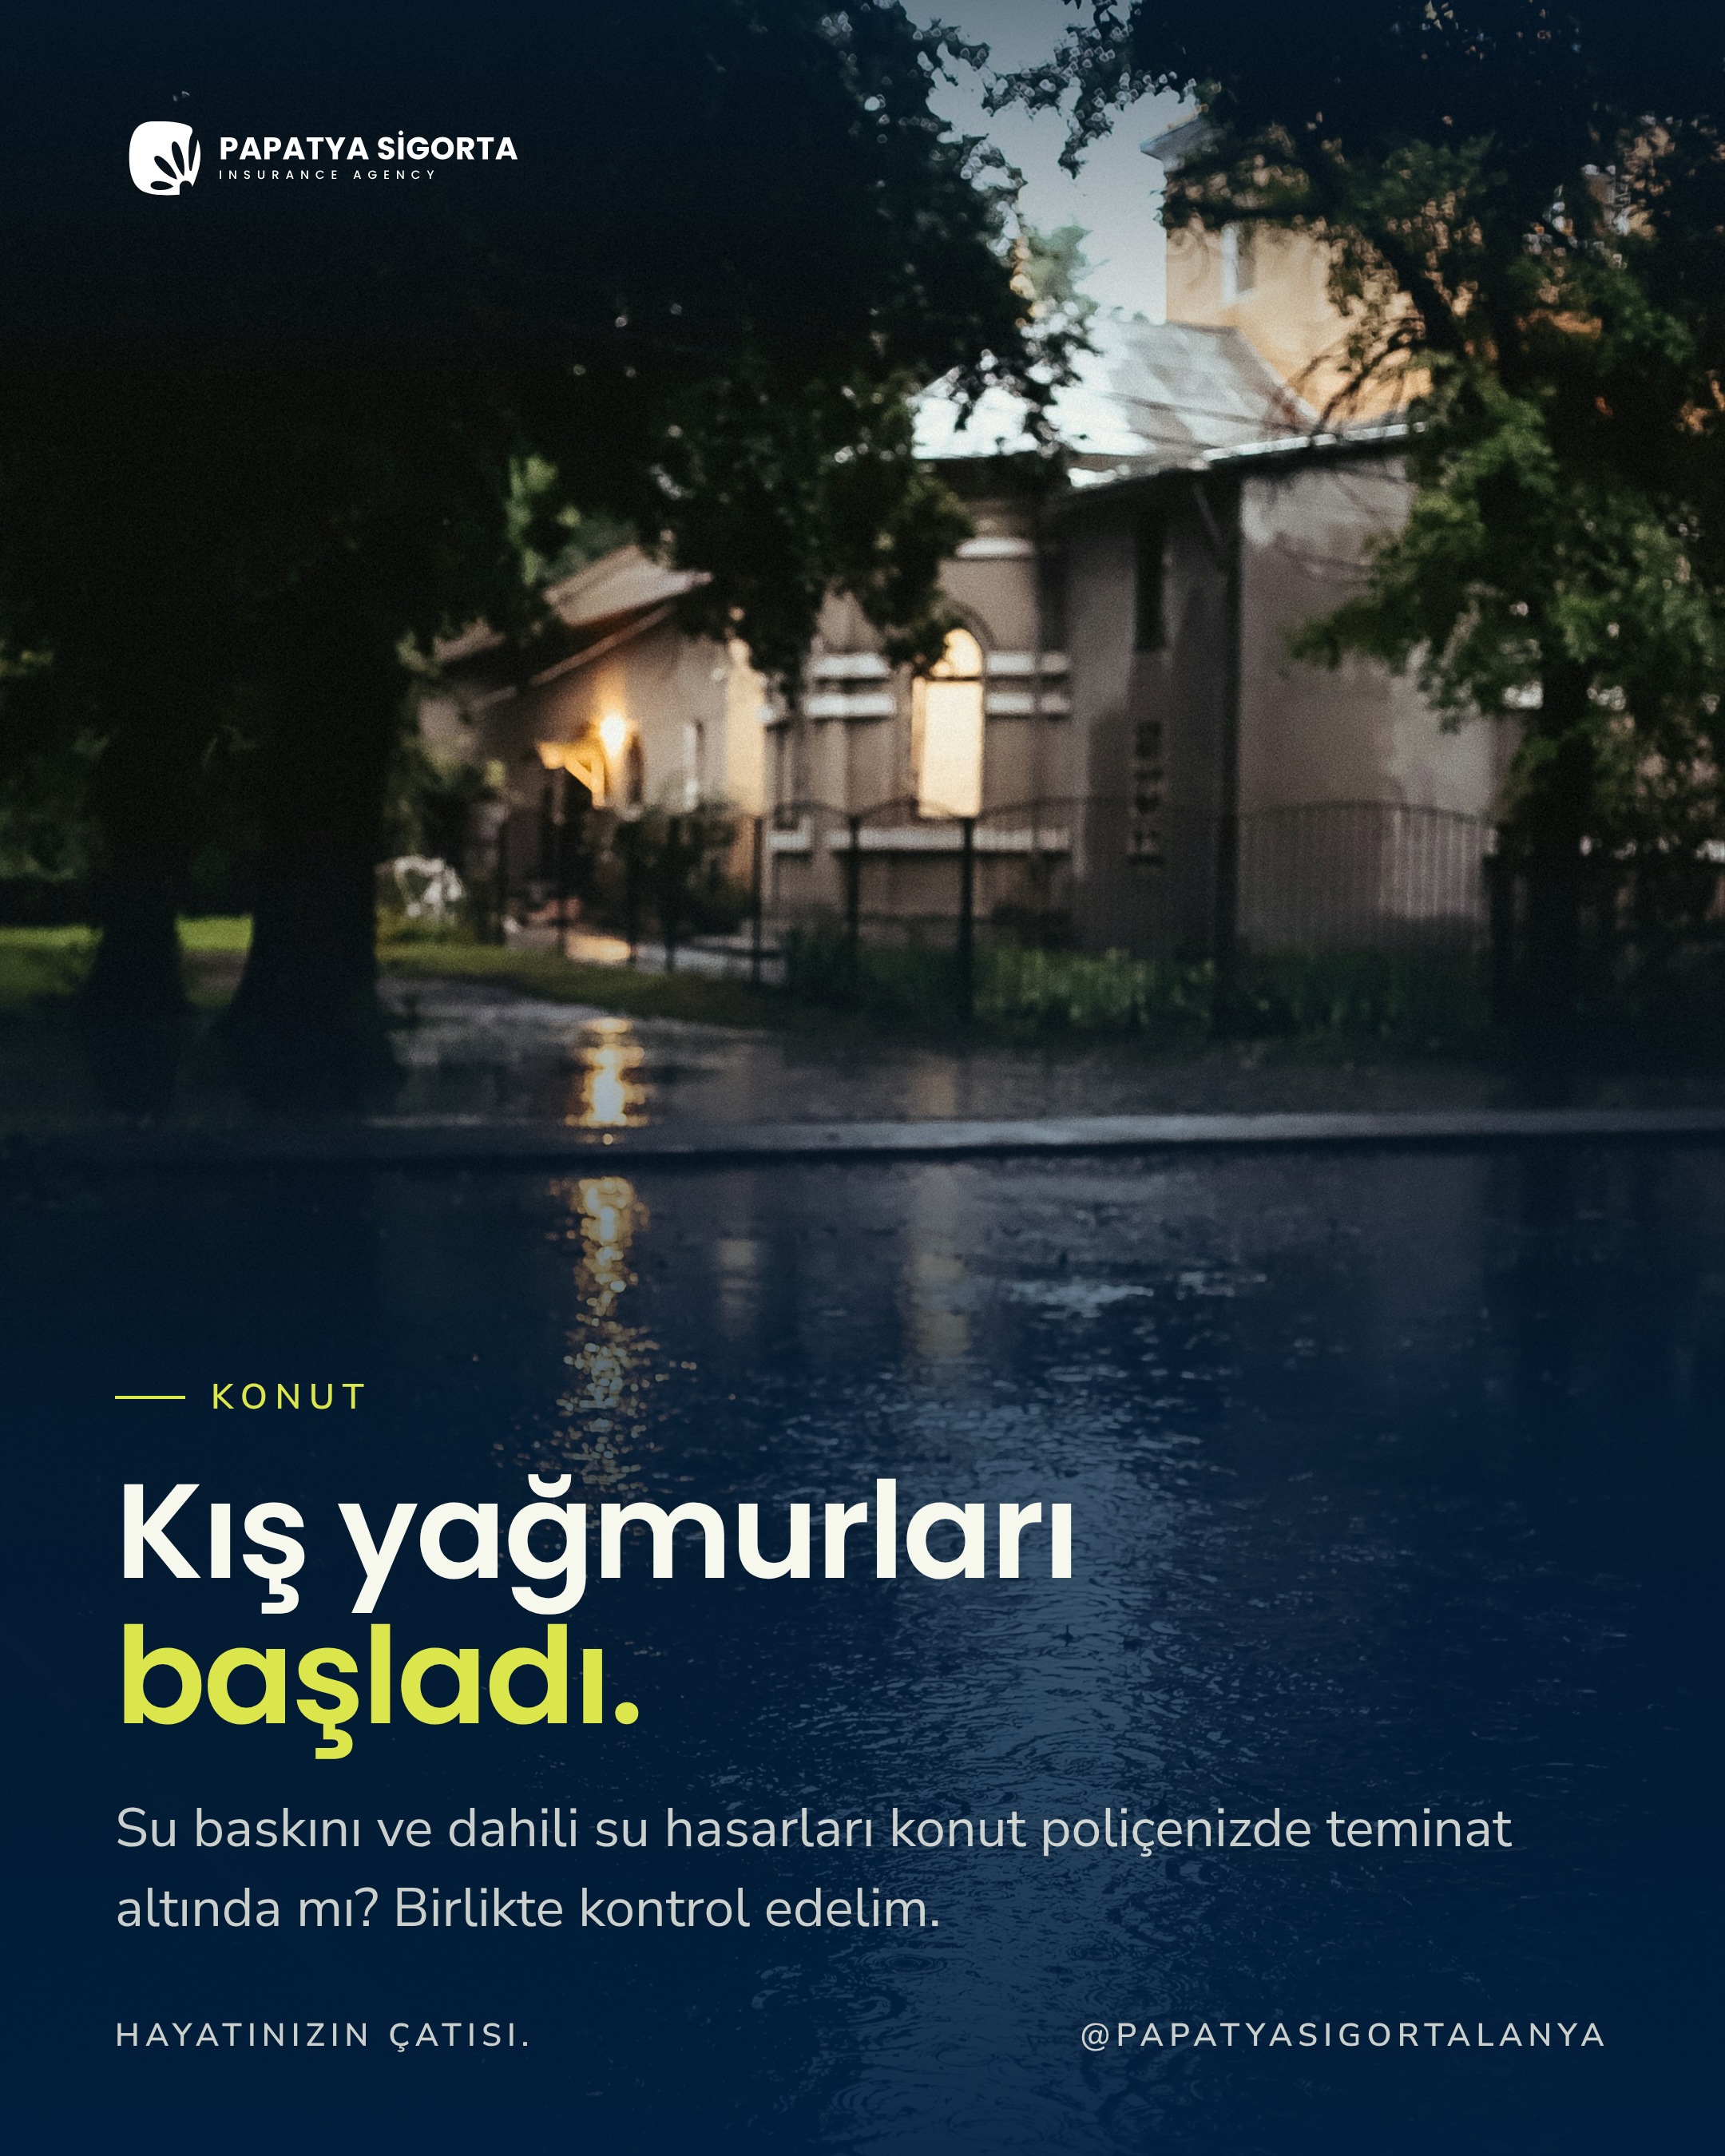 PAPATYA SİGORTA
INSURANCE AGENCY
KONUT
Kış yağmurları
başladı.
Su baskını ve dahili su hasarları konut poliçenizde teminat
altında mı? Birlikte kontrol edelim.
HAYATINIZIN ÇATISI.
@PAPATYASIGORTALANYA